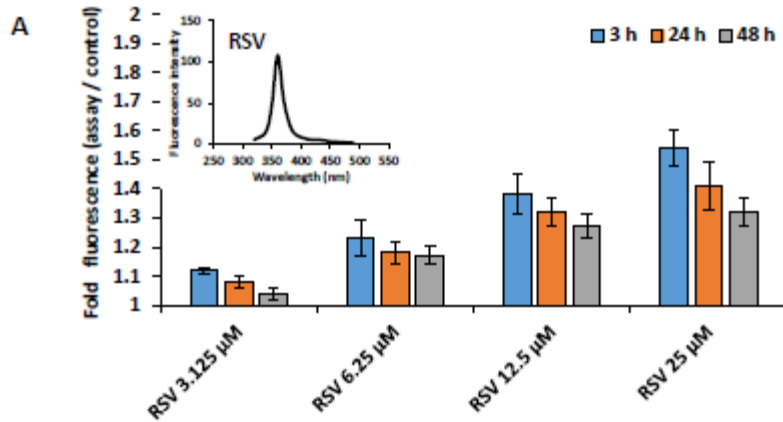 A
Fold fluorescence (assay / control)
2
1.9
1.8
1.7
1.6
1.5
1.4
1.3
1.2
1.1
1
Fluorescence intensity
150
100
50
0
RSV
250 300 350 400 450 500 550
Wavelength (nm)
3 h 24 h 48 h
RSV 3.125 µM
RSV 6.25 µM
RSV 12.5 µM
RSV 25 µM